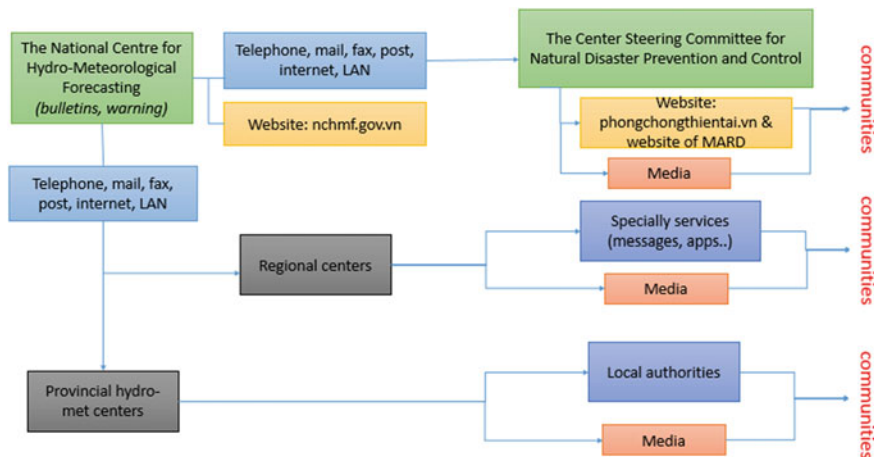 The National Centre for
Hydro-Meteorological
Forecasting
(bulletins, warning)
Telephone, mail, fax, post,
internet, LAN
Website: nchmf.gov.vn
The Center Steering Committee for
Natural Disaster Prevention and Control
Website:
phongchongthientai.vn &
website of MARD
Media
communities
Telephone, mail, fax,
post, internet, LAN
Regional centers
Specially services
(messages, apps..)
Media
communities
Provincial hydro-
met centers
Local authorities
Media
communities